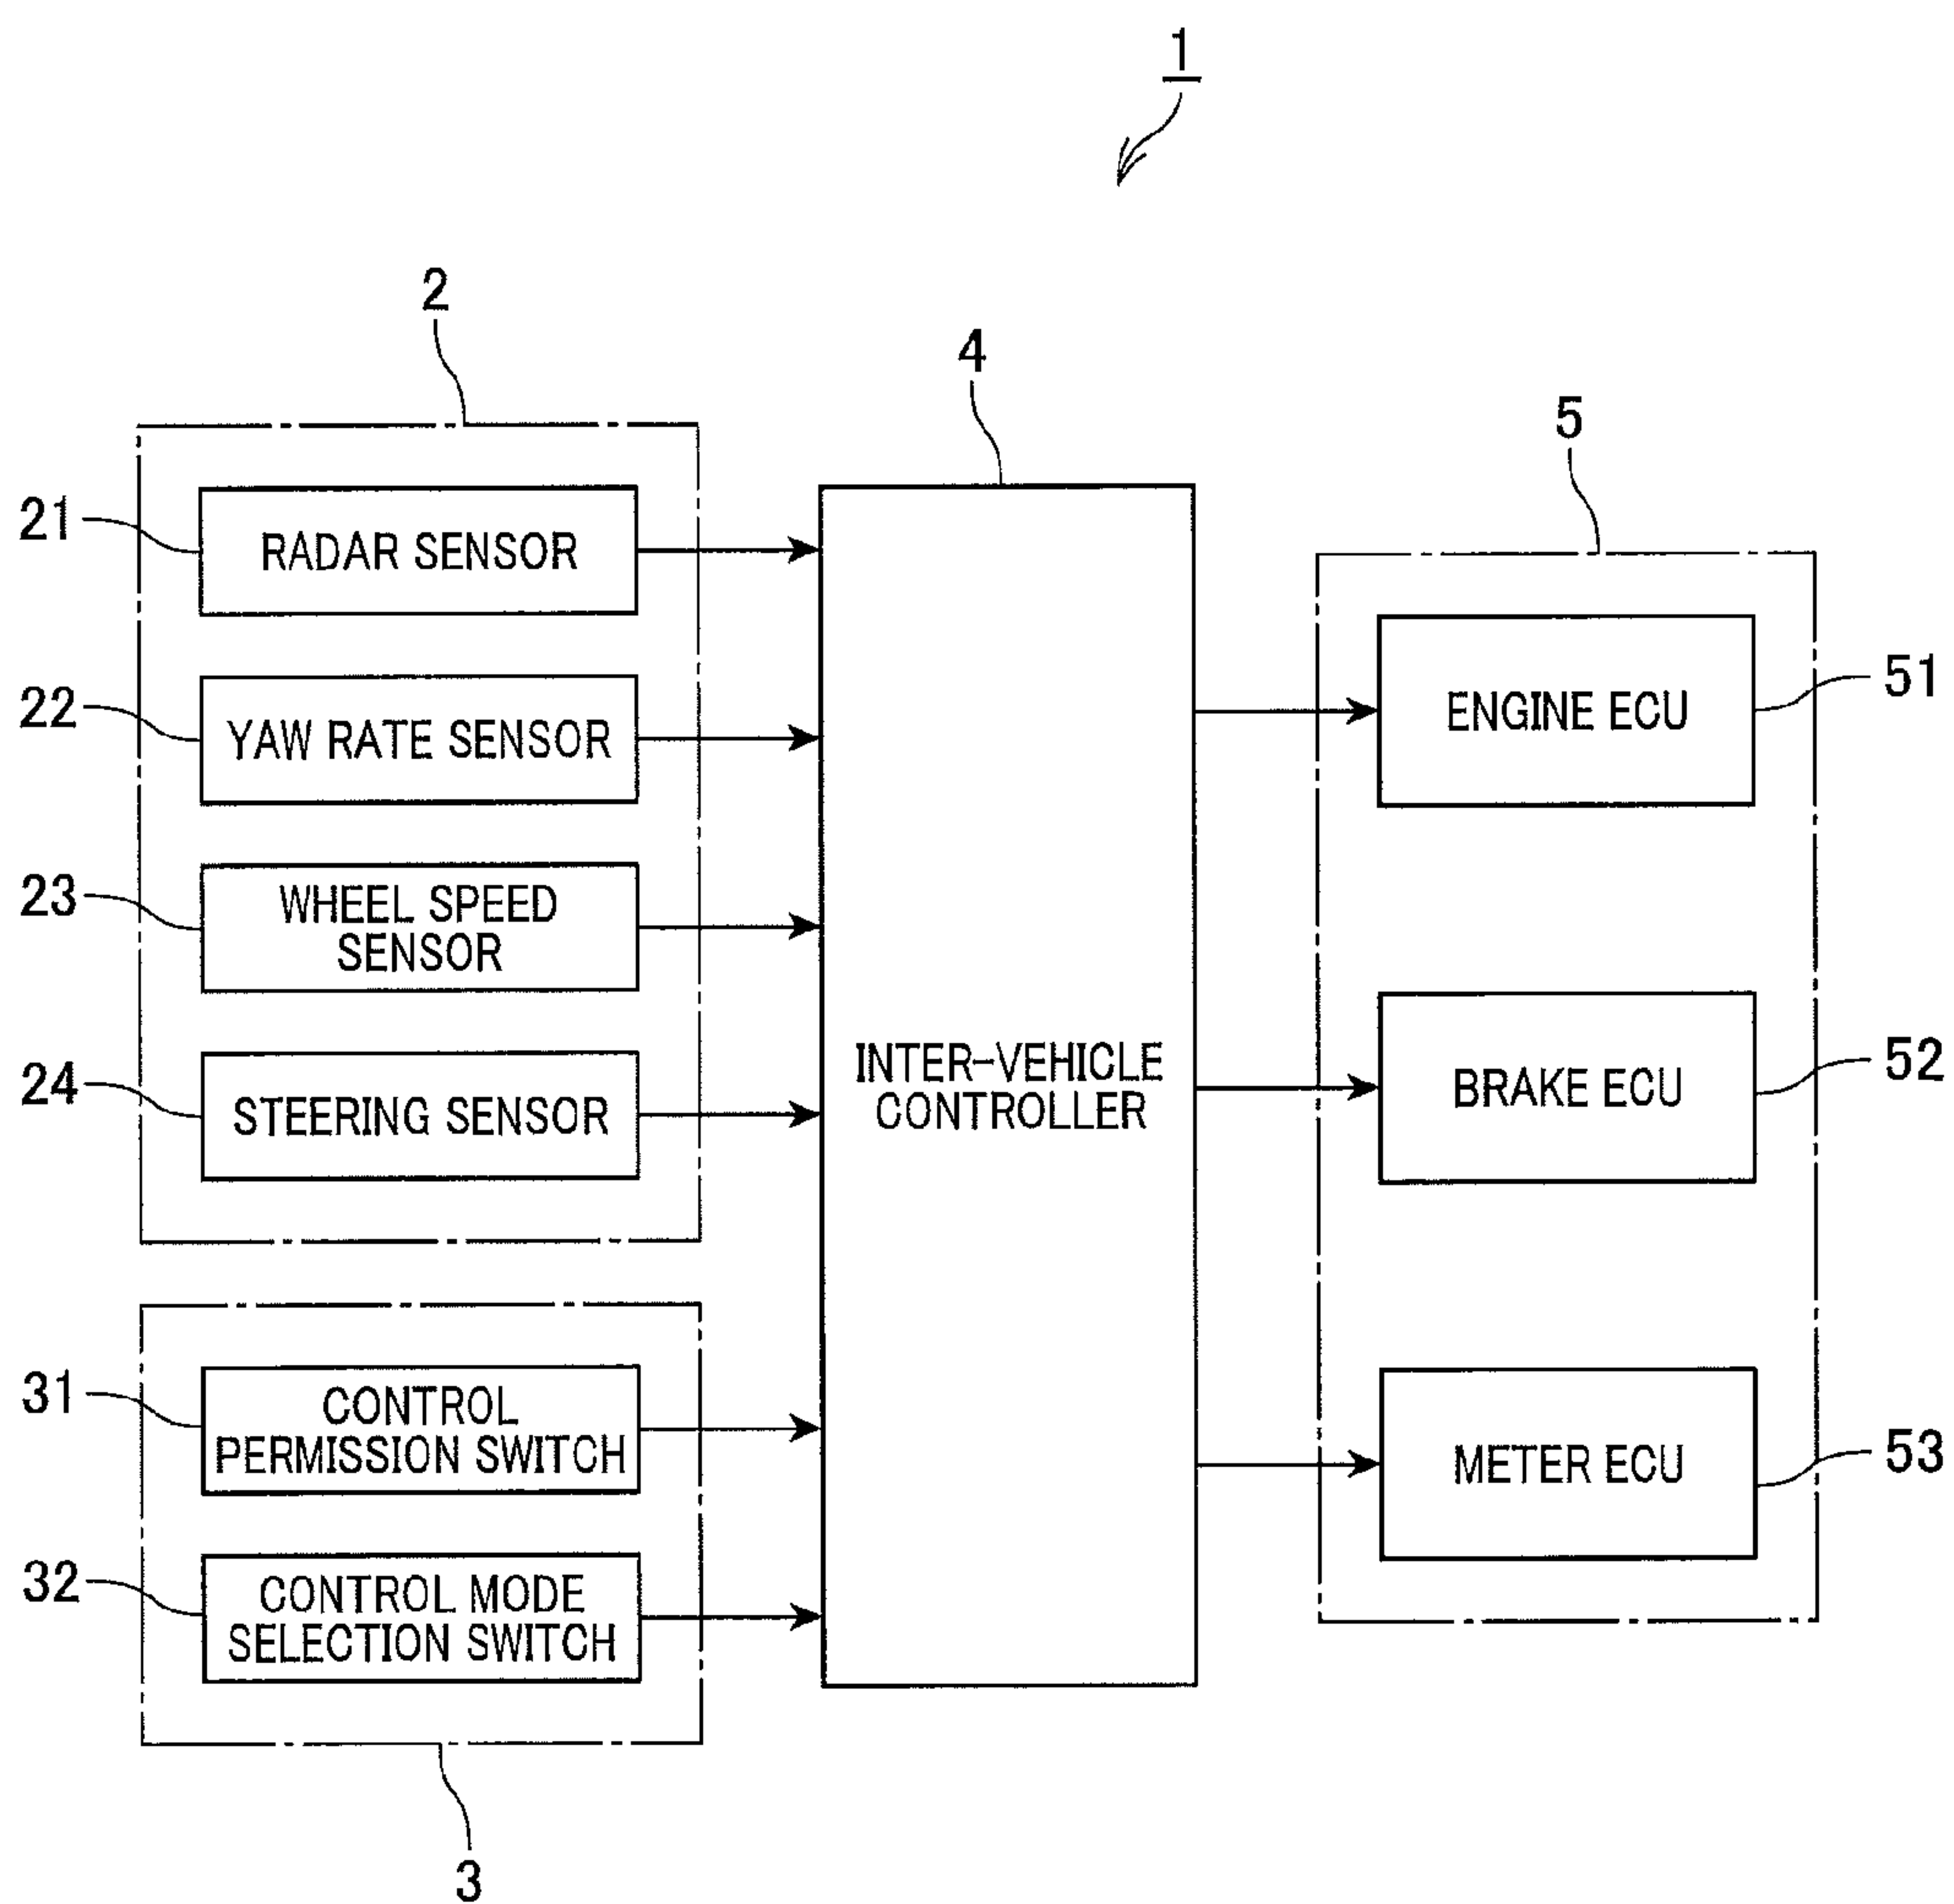 1
2
4
5
21
RADAR SENSOR
22
YAW RATE SENSOR
23
WHEEL SPEED
SENSOR
24
STEERING SENSOR
31
CONTROL
PERMISSION SWITCH
32
CONTROL MODE
SELECTION SWITCH
3
INTER-VEHICLE
CONTROLLER
ENGINE ECU
51
BRAKE ECU
52
METER ECU
53